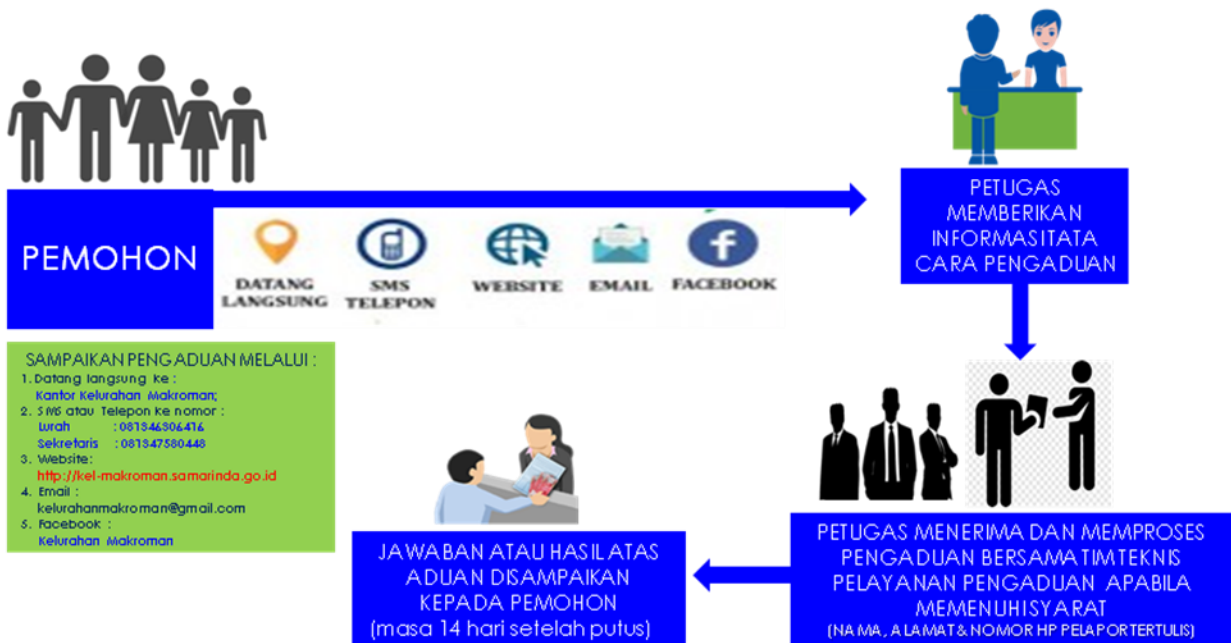 PEMOHON
DATANG
LANGSUNG
SMS
TELEPON
WEBSITE
EMAIL
FACEBOOK
PETUGAS
MEMBERIKAN
INFORMASI TATA
CARA PENGADUAN
SAMPAIKAN PENGADUAN MELALUI :
1. Datang langsung ke :
Kantor Kelurahan Makroman;
2. SMS atau Telepon ke nomor :
Lurah : 081346306416
Sekretaris : 081347580448
3. Website:
http://kel-makroman.samarinda.go.id
4. Email :
kelurahanmakroman@gmail.com
5. Facebook :
Kelurahan Makroman
PETUGAS MENERIMA DAN MEMPROSES
PENGADUAN BERSAMA TIM TEKNIS
PELAYANAN PENGADUAN APABILA
MEMENUHI SYARAT
(NAMA, ALAMAT & NOMOR HP PELAPOR TERTULIS)
JAWABAN ATAU HASIL ATAS
ADUAN DISAMPAIKAN
KEPADA PEMOHON
(masa 14 hari setelah putus)